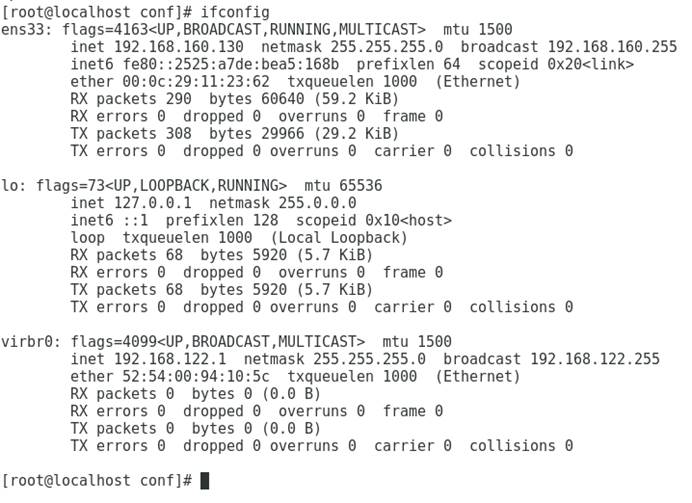 [root@localhost conf]# ifconfig
ens33: flags=4163<UP,BROADCAST,RUNNING,MULTICAST>  mtu 1500
        inet 192.168.160.130  netmask 255.255.255.0  broadcast 192.168.160.255
        inet6 fe80::2525:a7de:bea5:168b  prefixlen 64  scopeid 0x20<link>
        ether 00:0c:29:11:23:62  txqueuelen 1000  (Ethernet)
        RX packets 290  bytes 60640 (59.2 KiB)
        RX errors 0  dropped 0  overruns 0  frame 0
        TX packets 308  bytes 29966 (29.2 KiB)
        TX errors 0  dropped 0 overruns 0  carrier 0  collisions 0

lo: flags=73<UP,LOOPBACK,RUNNING>  mtu 65536
        inet 127.0.0.1  netmask 255.0.0.0
        inet6 ::1  prefixlen 128  scopeid 0x10<host>
        loop  txqueuelen 1000  (Local Loopback)
        RX packets 68  bytes 5920 (5.7 KiB)
        RX errors 0  dropped 0  overruns 0  frame 0
        TX packets 68  bytes 5920 (5.7 KiB)
        TX errors 0  dropped 0 overruns 0  carrier 0  collisions 0

virbr0: flags=4099<UP,BROADCAST,MULTICAST>  mtu 1500
        inet 192.168.122.1  netmask 255.255.255.0  broadcast 192.168.122.255
        ether 52:54:00:94:10:5c  txqueuelen 1000  (Ethernet)
        RX packets 0  bytes 0 (0.0 B)
        RX errors 0  dropped 0  overruns 0  frame 0
        TX packets 0  bytes 0 (0.0 B)
        TX errors 0  dropped 0 overruns 0  carrier 0  collisions 0

[root@localhost conf]#